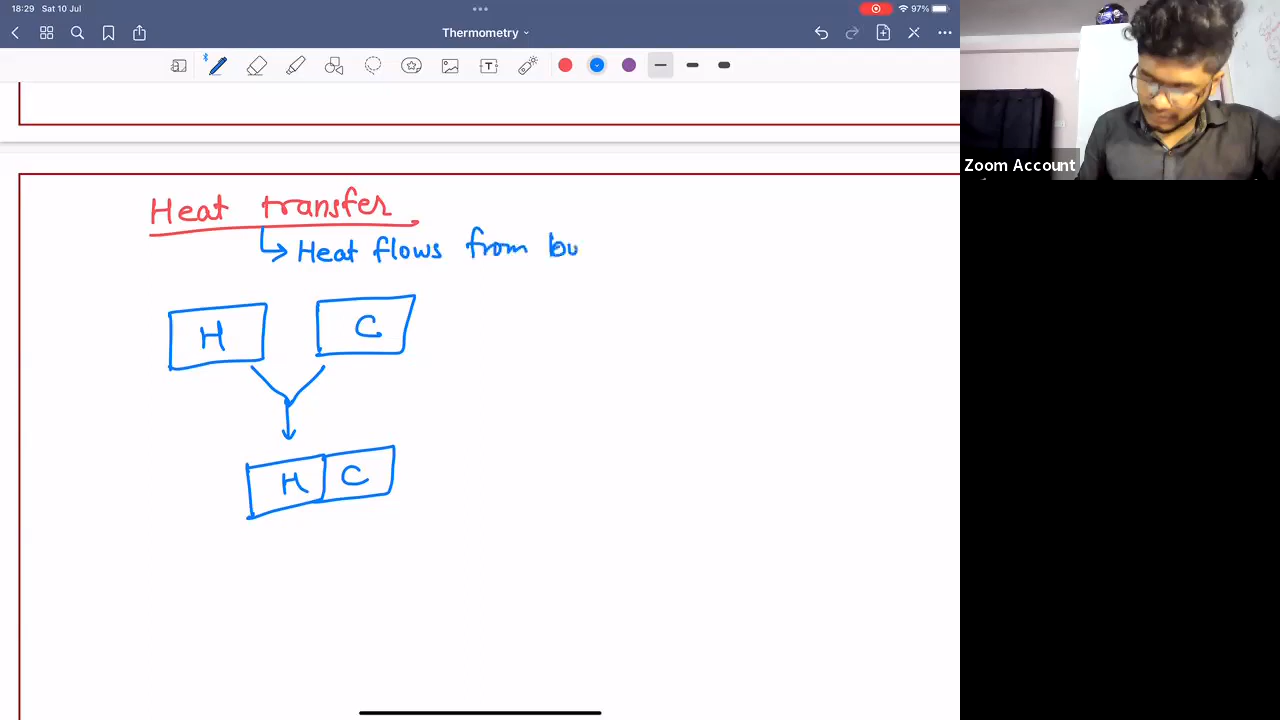 18:29 Sat 10 Jul
97%
Thermometry
T
Zoom Account
Heat transfer
Heat flows from
H C
H C